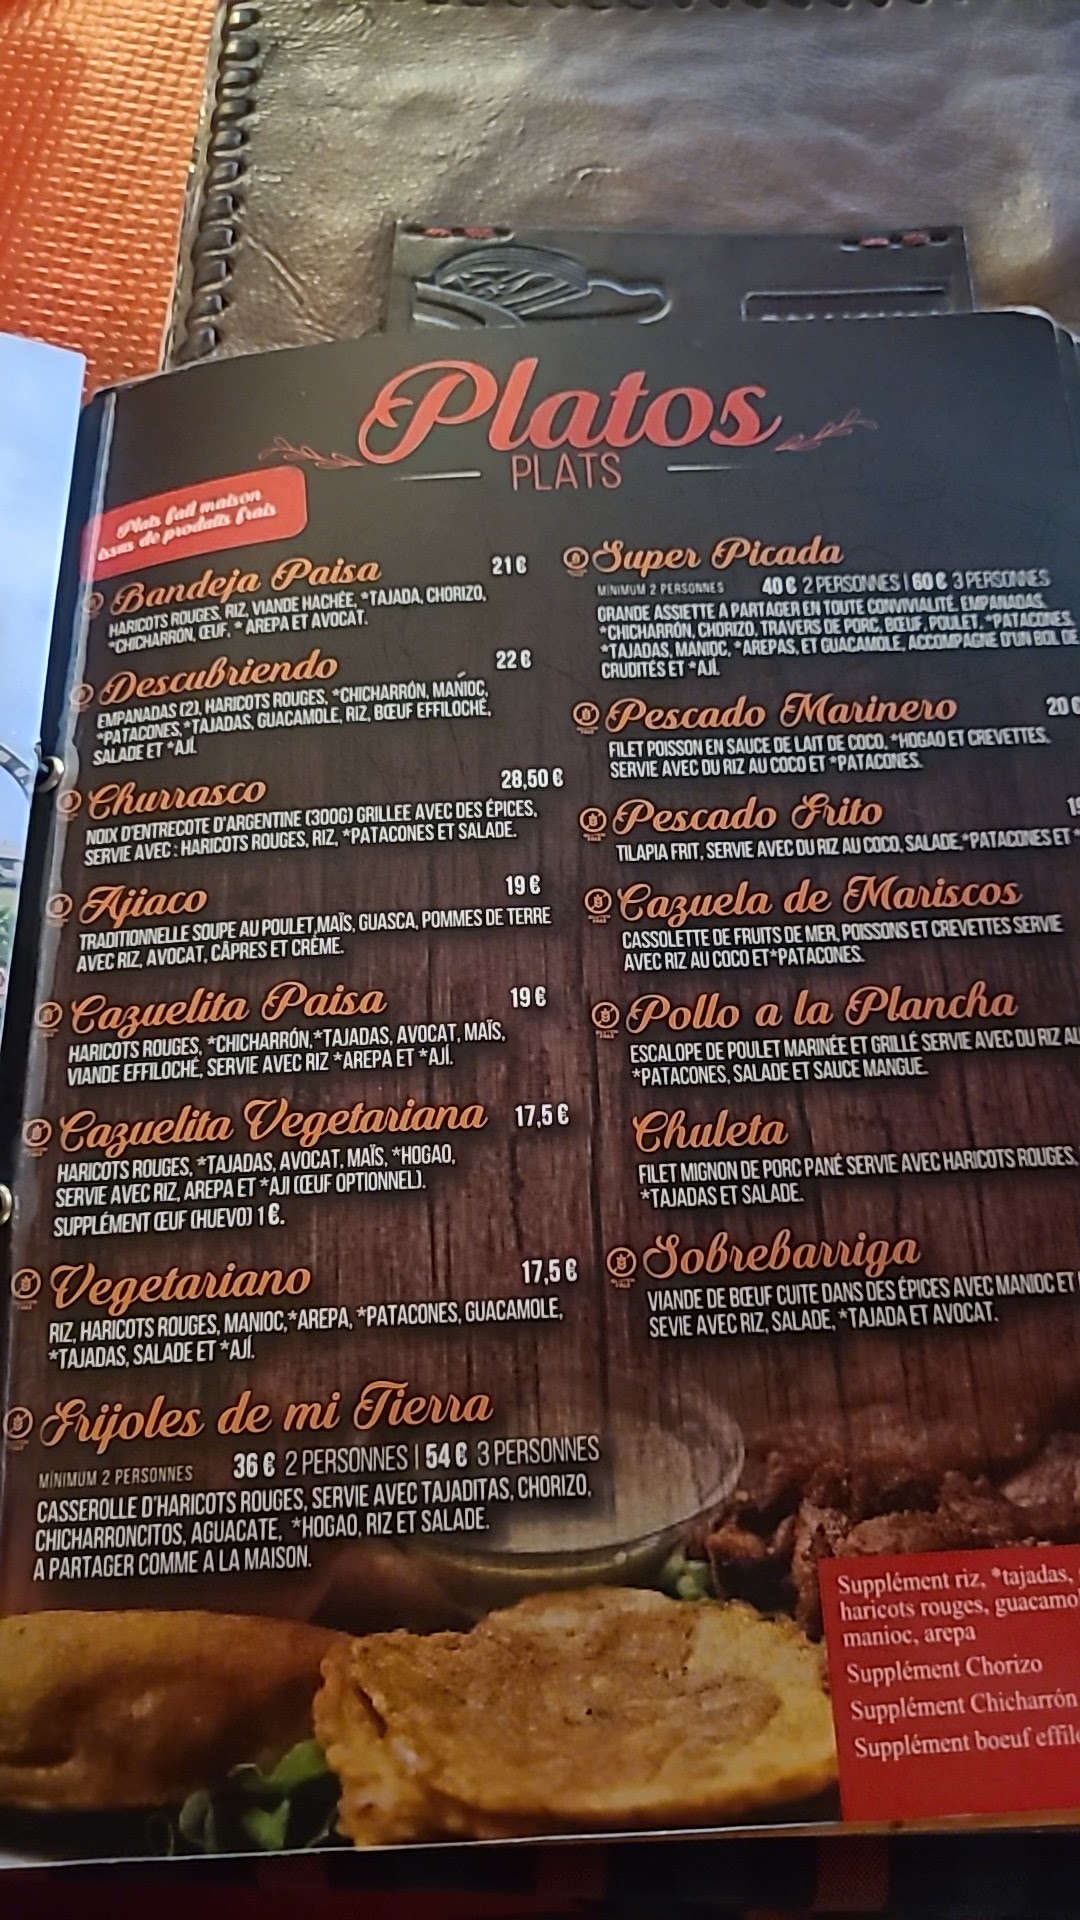 Platos
PLATS
Plats fait maison
issus de produits frais
Bandeja Paisa 21€
HARICOTS ROUGES, RIZ, VIANDE HACHÉE, *TAJADA, CHORIZO,
*CHICHARRÓN, ŒUF, * AREPA ET AVOCAT.
Descubriendo 22€
EMPANADAS (2), HARICOTS ROUGES, *CHICHARRÓN, MANIOC,
*PATACONES, *TAJADAS, GUACAMOLE, RIZ, BŒUF EFFILOCHÉ,
SALADE ET *AJÍ.
Churrasco 28,50 €
NOIX D'ENTRECOTE D'ARGENTINE (300G) GRILLEE AVEC DES ÉPICES,
SERVIE AVEC : HARICOTS ROUGES, RIZ, *PATACONES ET SALADE.
Ajiaco 19€
TRADITIONNELLE SOUPE AU POULET,MAÏS, GUASCA, POMMES DE TERRE
AVEC RIZ, AVOCAT, CÂPRES ET CRÈME.
Cazuelita Paisa 19€
HARICOTS ROUGES, *CHICHARRÓN,*TAJADAS, AVOCAT, MAÏS,
VIANDE EFFILOCHÉ, SERVIE AVEC RIZ *AREPA ET *AJÍ.
Cazuelita Vegetariana 17,5€
HARICOTS ROUGES, *TAJADAS, AVOCAT, MAÏS, *HOGAO,
SERVIE AVEC RIZ, AREPA ET *AJI (ŒUF OPTIONNEL).
SUPPLÉMENT ŒUF (HUEVO) 1€.
Vegetariano 17,5€
RIZ, HARICOTS ROUGES, MANIOC,*AREPA, *PATACONES, GUACAMOLE,
*TAJADAS, SALADE ET *AJÍ.
Frijoles de mi Tierra
MINIMUM 2 PERSONNES 36€ 2 PERSONNES | 54€ 3 PERSONNES
CASSEROLLE D'HARICOTS ROUGES, SERVIE AVEC TAJADITAS, CHORIZO,
CHICHARRONCITOS, AGUACATE, *HOGAO, RIZ ET SALADE.
A PARTAGER COMME A LA MAISON.
Super Picada
MINIMUM 2 PERSONNES 40€ 2 PERSONNES | 60€ 3 PERSONNES
GRANDE ASSIETTE A PARTAGER EN TOUTE CONVIVIALITÉ, EMPANADAS,
*CHICHARRÓN, CHORIZO, TRAVERS DE PORC, BŒUF, POULET, *PATACONES,
*TAJADAS, MANIOC, *AREPAS, ET GUACAMOLE, ACCOMPAGNE D'UN BOL DE
CRUDITÉS ET *AJÍ.
Pescado Marinero 20€
FILET POISSON EN SAUCE DE LAIT DE COCO, *HOGAO ET CREVETTES,
SERVIE AVEC DU RIZ AU COCO ET *PATACONES.
Pescado Frito
TILAPIA FRIT, SERVIE AVEC DU RIZ AU COCO, SALADE,*PATACONES ET
Cazuela de Mariscos
CASSOLETTE DE FRUITS DE MER, POISSONS ET CREVETTES SERVIE
AVEC RIZ AU COCO ET*PATACONES.
Pollo a la Plancha
ESCALOPE DE POULET MARINÉE ET GRILLÉ SERVIE AVEC DU RIZ AU
*PATACONES, SALADE ET SAUCE MANGUE.
Chuleta
FILET MIGNON DE PORC PANÉ SERVIE AVEC HARICOTS ROUGES,
*TAJADAS ET SALADE.
Sobrebarriga
VIANDE DE BŒUF CUITE DANS DES ÉPICES AVEC MANIOC ET
SEVIE AVEC RIZ, SALADE, *TAJADA ET AVOCAT.
Supplément riz, *tajadas,
haricots rouges, guacamol
manioc, arepa
Supplément Chorizo
Supplément Chicharrón
Supplément boeuf effilo